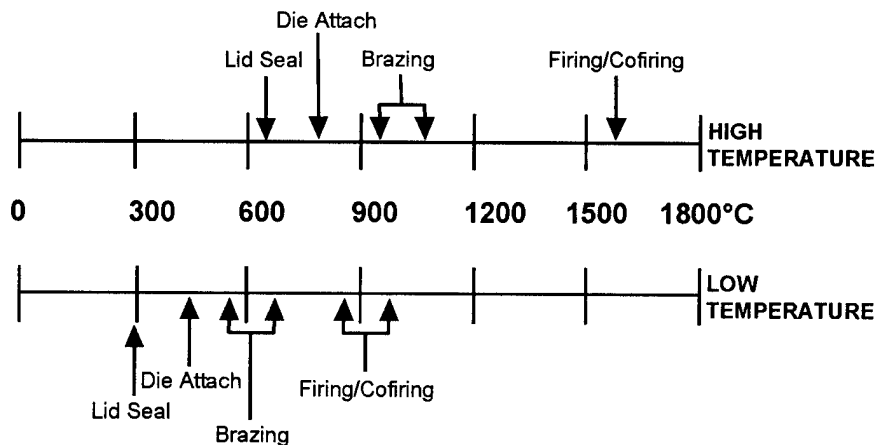 Die Attach
Lid Seal
Brazing
Firing/Cofiring
HIGH
TEMPERATURE
0 300 600 900 1200 1500 1800°C
LOW
TEMPERATURE
Die Attach
Firing/Cofiring
Lid Seal
Brazing